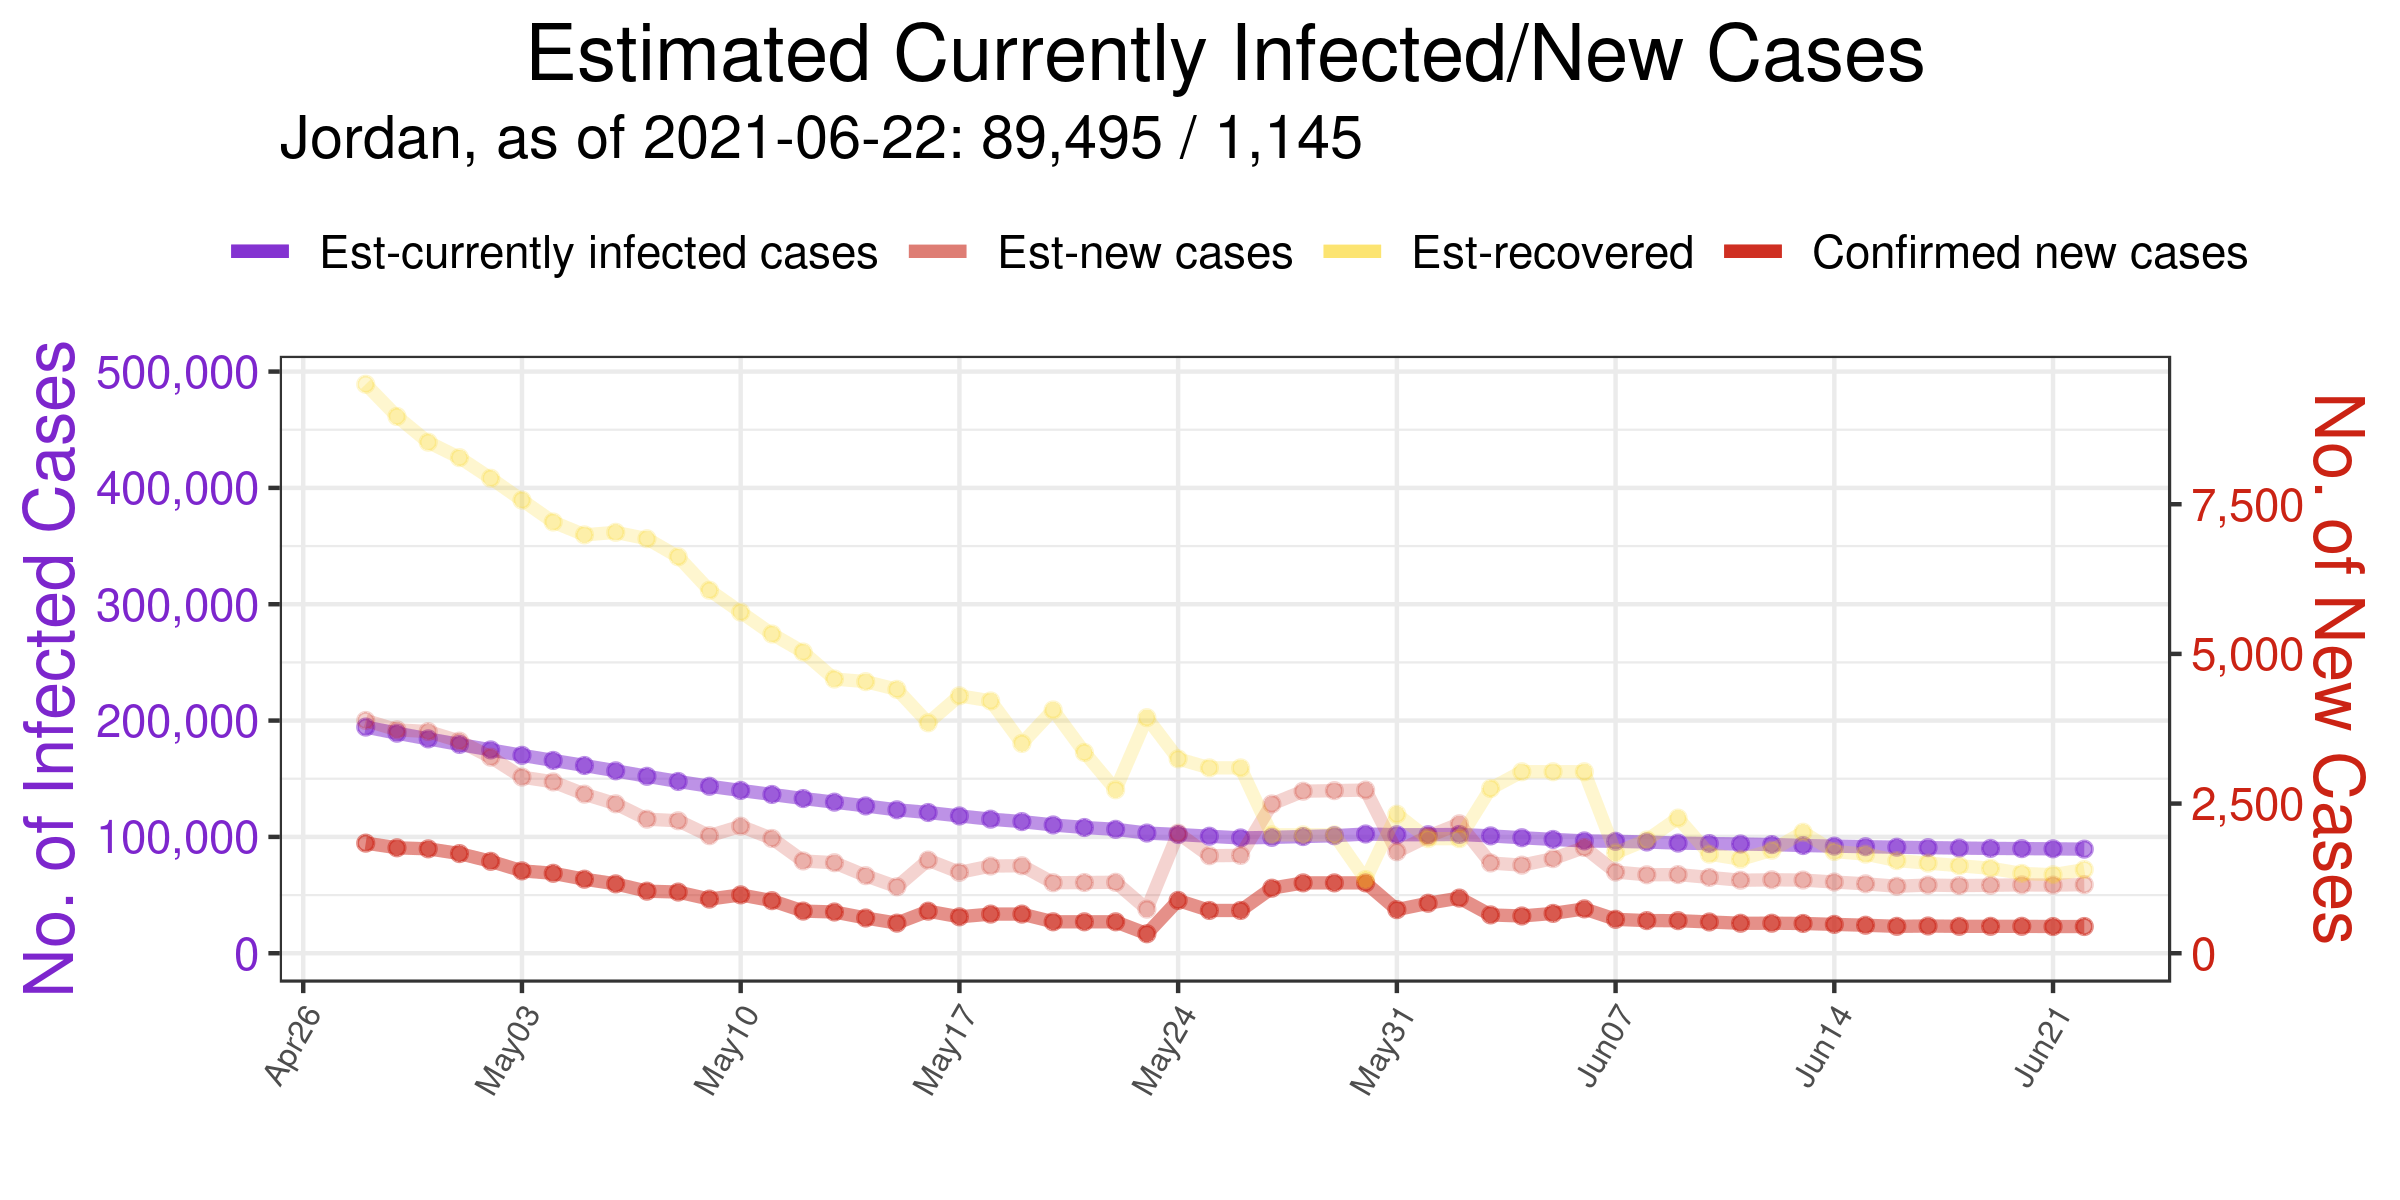 Estimated Currently Infected/New Cases
Jordan, as of 2021-06-22: 89,495 / 1,145
Est-currently infected cases Est-new cases Est-recovered Confirmed new cases
No. of Infected Cases
500,000
400,000
300,000
200,000
100,000
0
7,500
5,000
2,500
0
No. of New Cases
Apr26 May03 May10 May17 May24 May31 Jun07 Jun14 Jun21